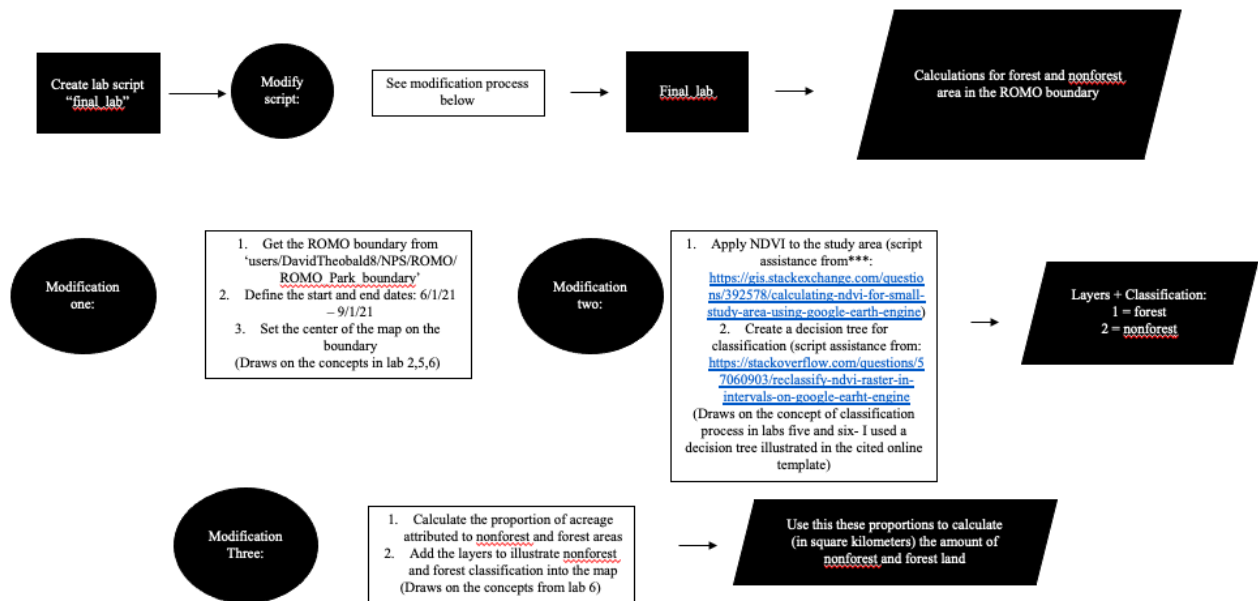 Create lab script
“final_lab”
Modify
script:
See modification process
below
Final_lab
Calculations for forest and nonforest
area in the ROMO boundary
Modification
one:
1. Get the ROMO boundary from
‘users/DavidTheobald8/NPS/ROMO/
ROMO_Park_boundary’
2. Define the start and end dates: 6/1/21
– 9/1/21
3. Set the center of the map on the
boundary
(Draws on the concepts in lab 2,5,6)
Modification
two:
1. Apply NDVI to the study area (script
assistance from***:
https://gis.stackexchange.com/questio
ns/392578/calculating-ndvi-for-small-
study-area-using-google-earth-engine)
2. Create a decision tree for
classification (script assistance from:
https://stackoverflow.com/questions/5
7060903/reclassify-ndvi-raster-in-
intervals-on-google-earht-engine
(Draws on the concept of classification
process in labs five and six- I used a
decision tree illustrated in the cited online
template)
Layers + Classification:
1 = forest
2 = nonforest
Modification
Three:
1. Calculate the proportion of acreage
attributed to nonforest and forest areas
2. Add the layers to illustrate nonforest
and forest classification into the map
(Draws on the concepts from lab 6)
Use this these proportions to calculate
(in square kilometers) the amount of
nonforest and forest land